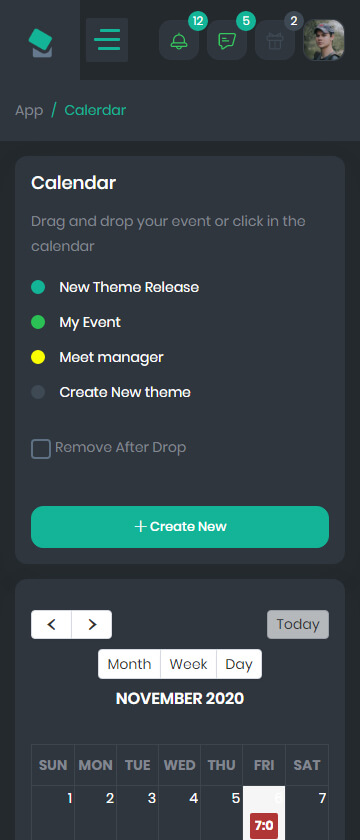 12 5 2
App / Calerdar
Calendar
Drag and drop your event or click in the
calendar
New Theme Release
My Event
Meet manager
Create New theme
Remove After Drop
+ Create New
< > Today
Month Week Day
NOVEMBER 2020
SUN MON TUE WED THU FRI SAT
1 2 3 4 5 6 7
7:0